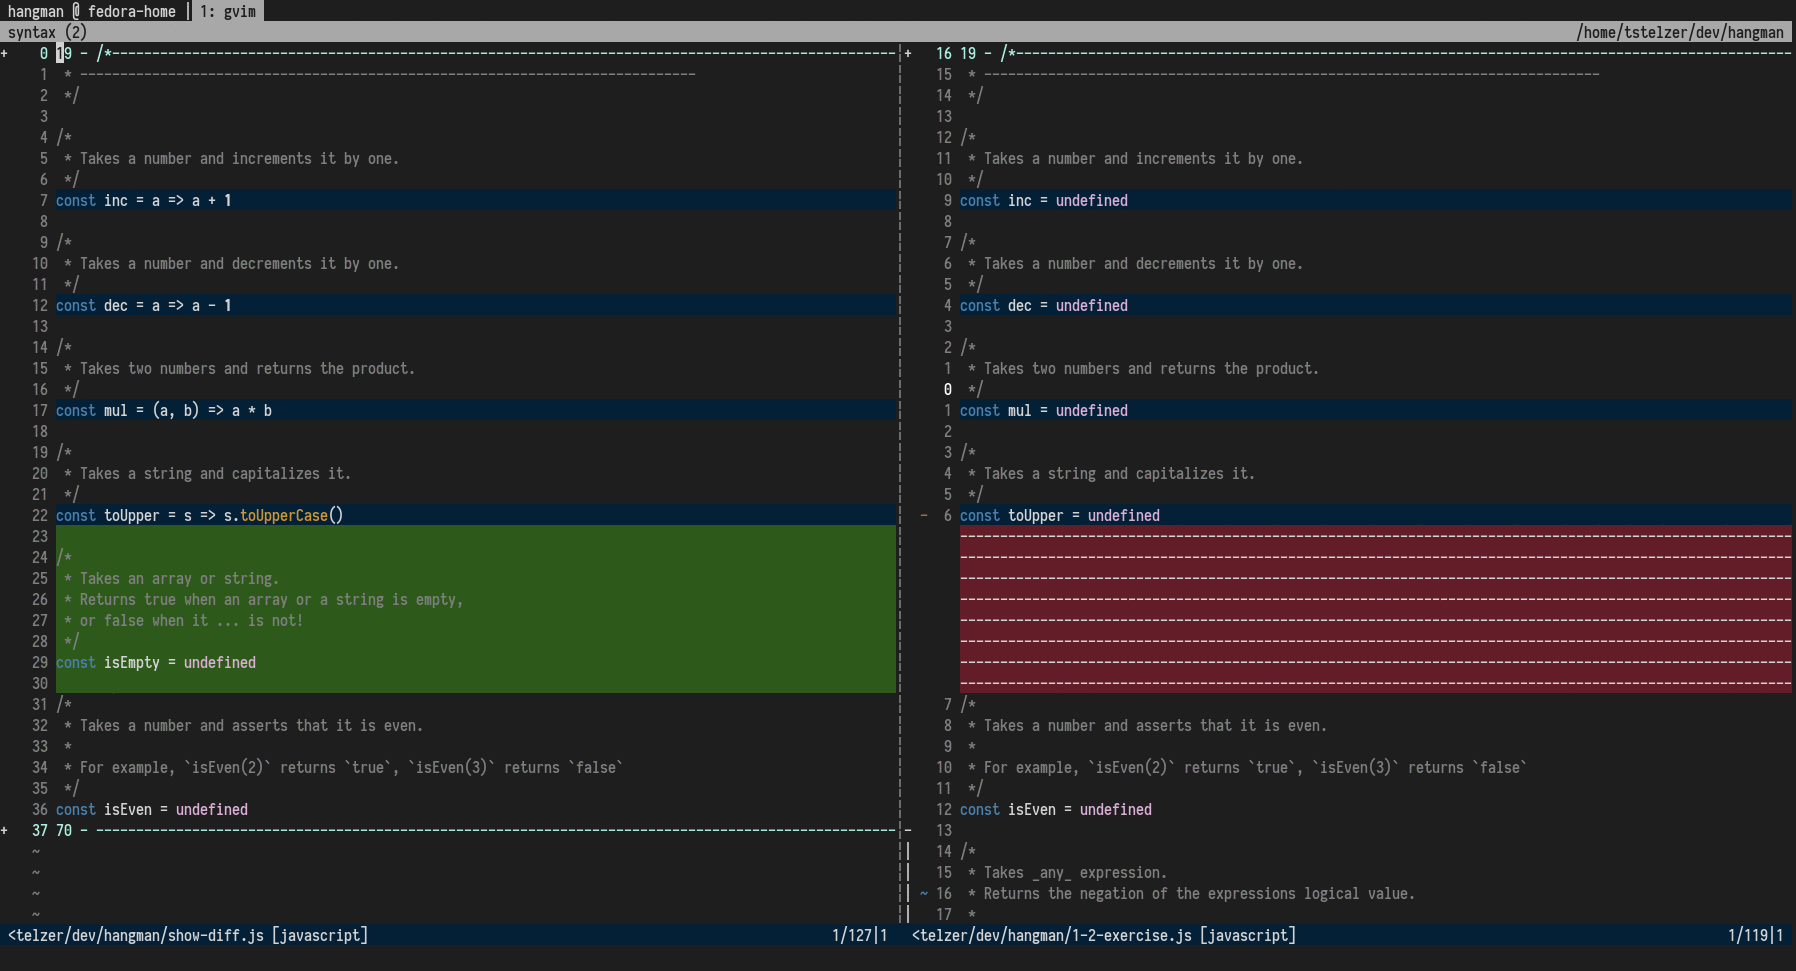 hangman @ fedora-home | 1: gvim
syntax (2) /home/tstelzer/dev/hangman
+ 0 19 - /*----------------------------------------------------------------------------------------------------
1 * -----------------------------------------------------------------------------
2 */
3
4 /*
5 * Takes a number and increments it by one.
6 */
7 const inc = a => a + 1
8
9 /*
10 * Takes a number and decrements it by one.
11 */
12 const dec = a => a - 1
13
14 /*
15 * Takes two numbers and returns the product.
16 */
17 const mul = (a, b) => a * b
18
19 /*
20 * Takes a string and capitalizes it.
21 */
22 const toUpper = s => s.toUpperCase()
23
24 /*
25 * Takes an array or string.
26 * Returns true when an array or a string is empty,
27 * or false when it ... is not!
28 */
29 const isEmpty = undefined
30
31 /*
32 * Takes a number and asserts that it is even.
33 *
34 * For example, `isEven(2)` returns `true`, `isEven(3)` returns `false`
35 */
36 const isEven = undefined
+ 37 70 - ----------------------------------------------------------------------------------------------------
~
~
~
~
<telzer/dev/hangman/show-diff.js [javascript] 1/127|1
+ 16 19 - /*-------------------------------------------------------------------------------------------------
15 * -----------------------------------------------------------------------------
14 */
13
12 /*
11 * Takes a number and increments it by one.
10 */
9 const inc = undefined
8
7 /*
6 * Takes a number and decrements it by one.
5 */
4 const dec = undefined
3
2 /*
1 * Takes two numbers and returns the product.
0 */
1 const mul = undefined
2
3 /*
4 * Takes a string and capitalizes it.
5 */
- 6 const toUpper = undefined
--------------------------------------------------------------------------------------------------------
--------------------------------------------------------------------------------------------------------
--------------------------------------------------------------------------------------------------------
--------------------------------------------------------------------------------------------------------
--------------------------------------------------------------------------------------------------------
--------------------------------------------------------------------------------------------------------
--------------------------------------------------------------------------------------------------------
--------------------------------------------------------------------------------------------------------
7 /*
8 * Takes a number and asserts that it is even.
9 *
10 * For example, `isEven(2)` returns `true`, `isEven(3)` returns `false`
11 */
12 const isEven = undefined
- 13
| 14 /*
| 15 * Takes _any_ expression.
| ~ 16 * Returns the negation of the expressions logical value.
| 17 *
<telzer/dev/hangman/1-2-exercise.js [javascript] 1/119|1